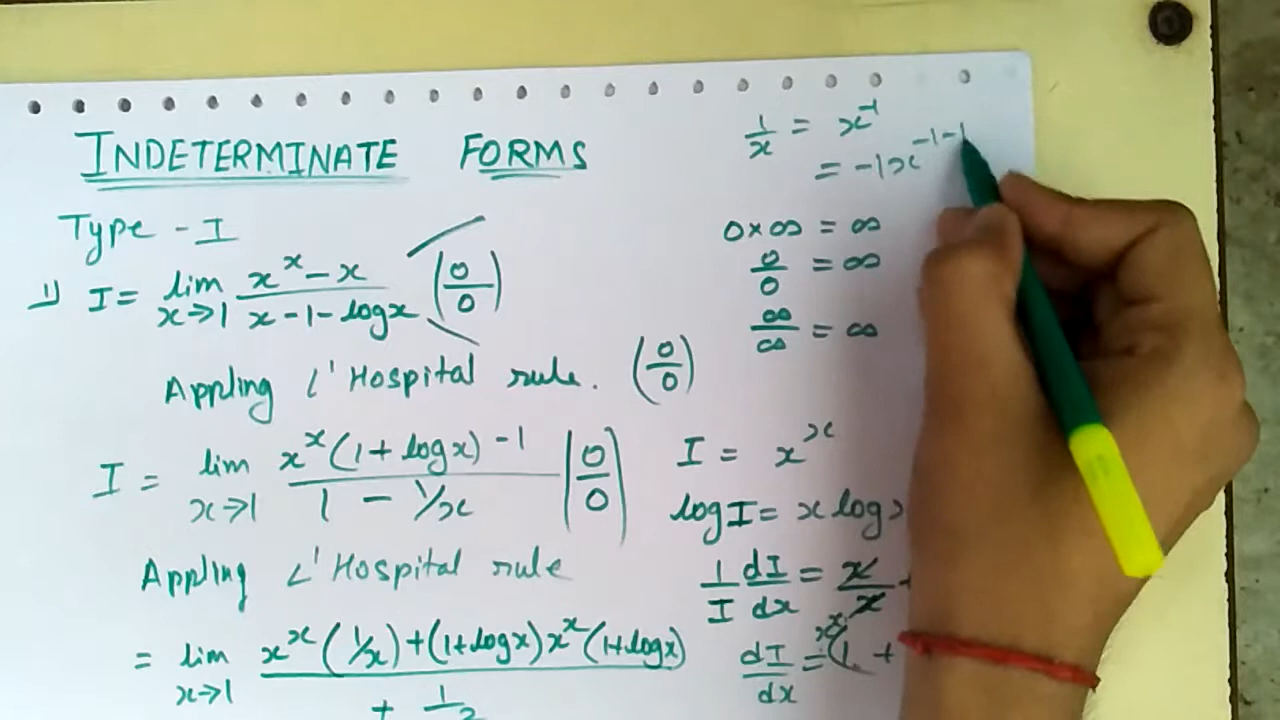 INDETERMINATE FORMS
Type - I
1) I = lim x→1 x^x - x / x - 1 - log x (0/0)
Appling L'Hospital rule. (0/0)
I = lim x→1 x^x (1 + log x) - 1 / 1 - 1/x |0/0|
Appling L'Hospital rule
= lim x→1 x^x (1/x) + (1 + log x) x^x (1 + log x) / + 1/
1/x = x^-1
= -1x^-1-1
0 × ∞ = ∞
0/0 = ∞
∞/∞ = ∞
I = x^x
log I = x log
1/I dI/dx = x/x +
dI/dx = x^x (1 +